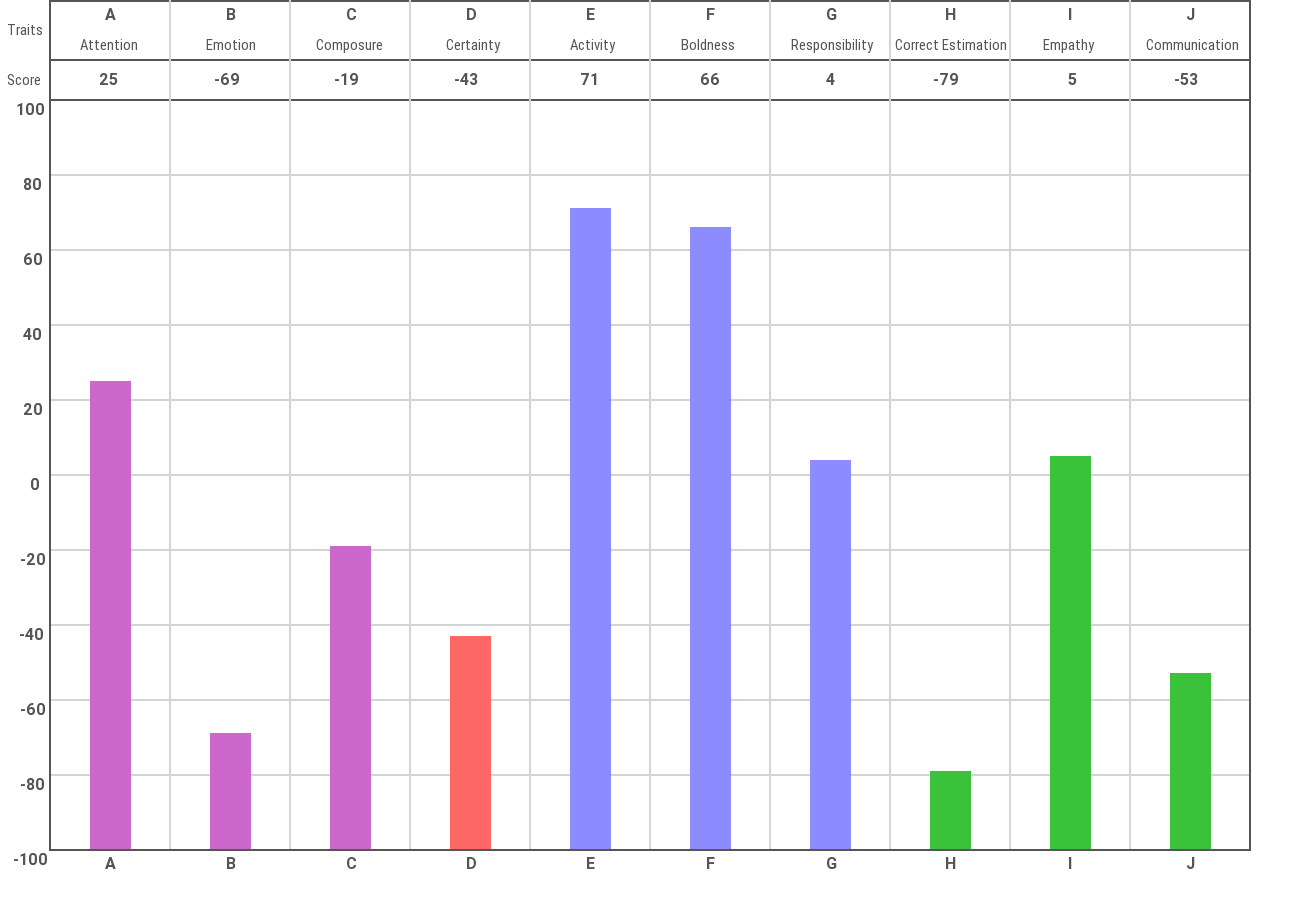 A B C D E F G H I J
Traits
Attention Emotion Composure Certainty Activity Boldness Responsibility Correct Estimation Empathy Communication
Score 25 -69 -19 -43 71 66 4 -79 5 -53
100
80
60
40
20
0
-20
-40
-60
-80
-100
A B C D E F G H I J